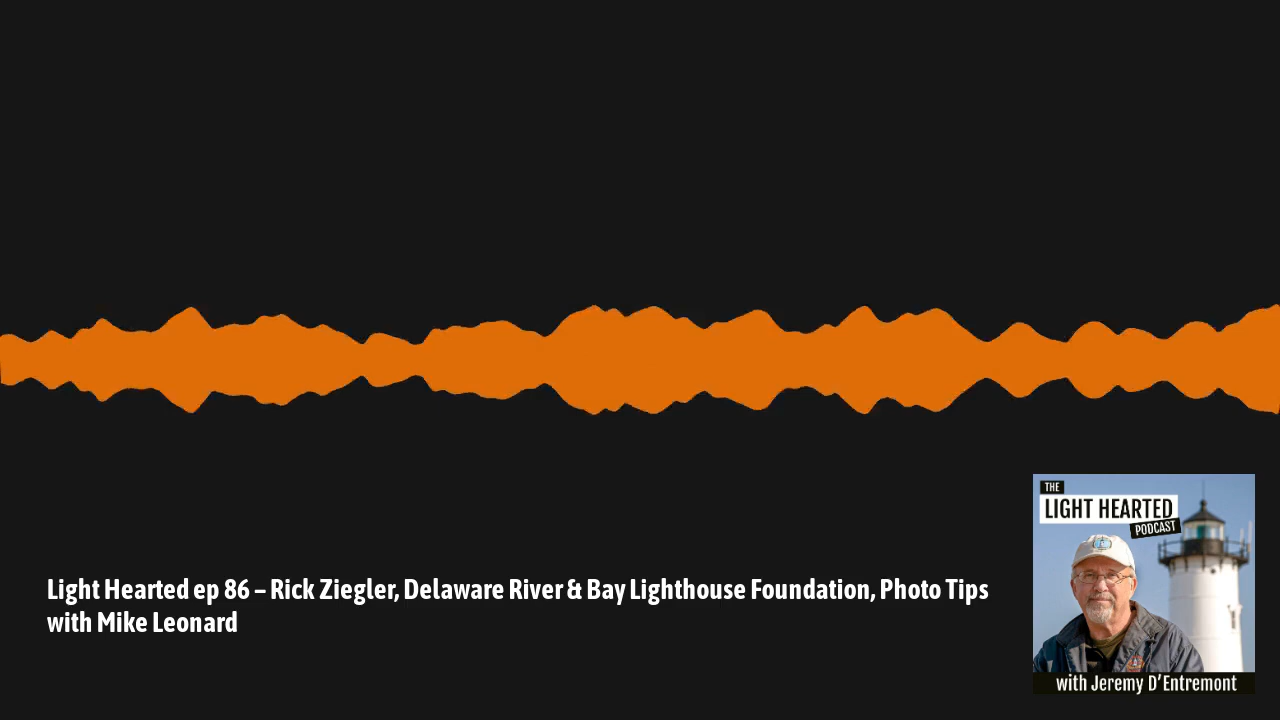 Light Hearted ep 86 – Rick Ziegler, Delaware River & Bay Lighthouse Foundation, Photo Tips
with Mike Leonard
THE
LIGHT HEARTED
PODCAST
with Jeremy D'Entremont